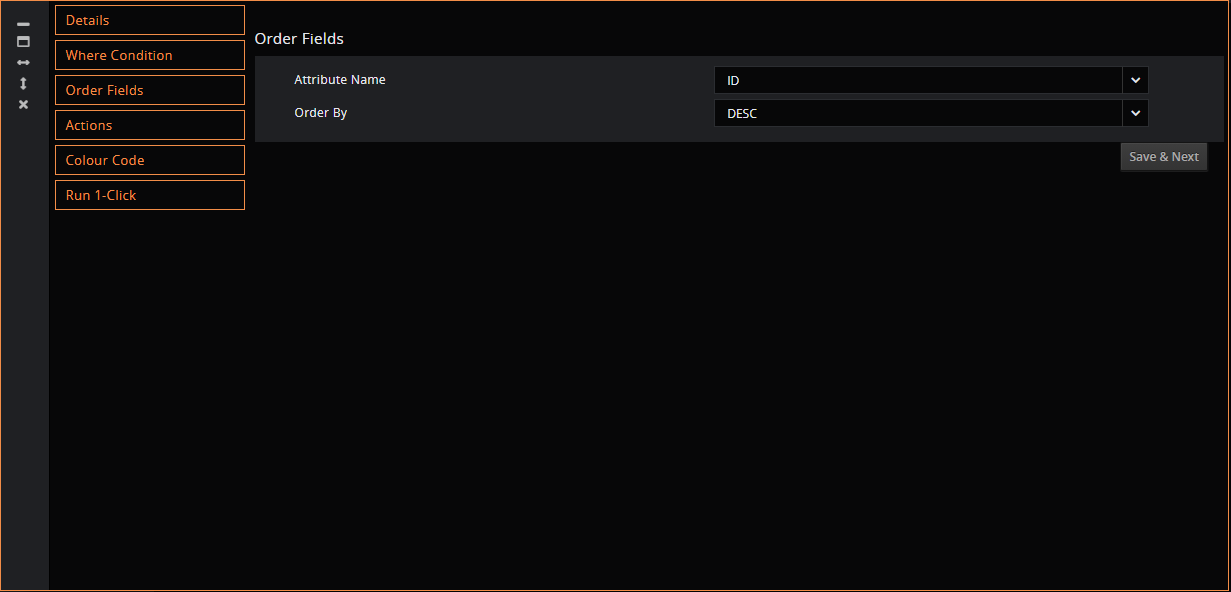 Details
Where Condition
Order Fields
Actions
Colour Code
Run 1-Click
Order Fields
Attribute Name
ID
Order By
DESC
Save & Next